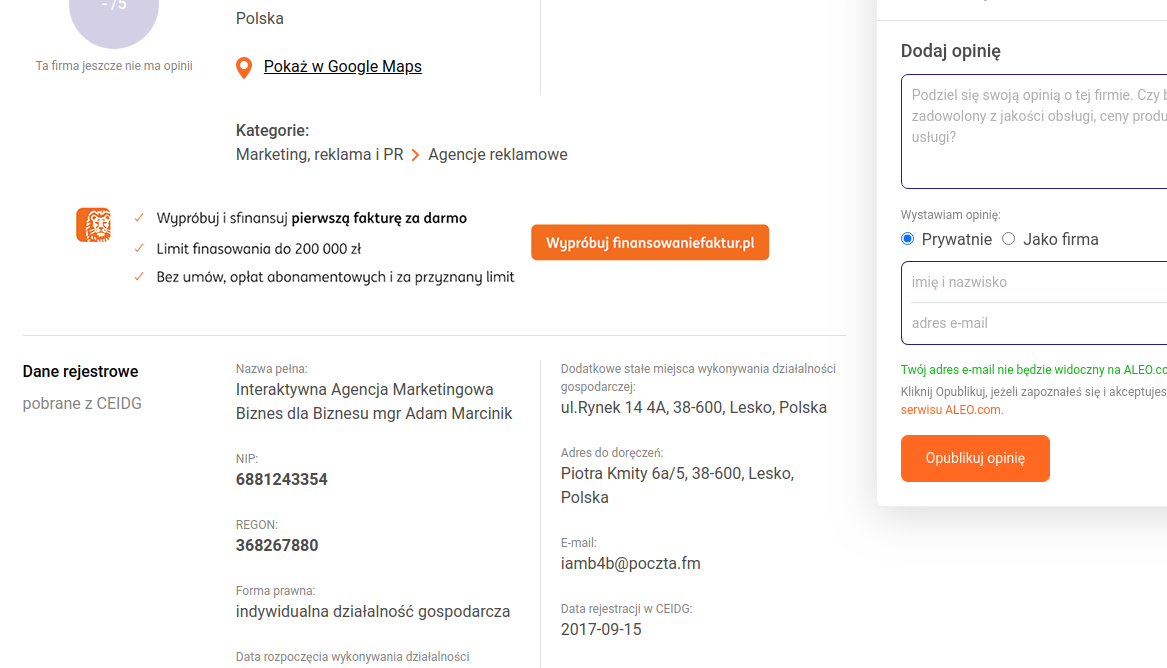 - /5
Ta firma jeszcze nie ma opinii
Polska
Pokaż w Google Maps
Kategorie:
Marketing, reklama i PR > Agencje reklamowe
Wypróbuj i sfinansuj pierwszą fakturę za darmo
Limit finasowania do 200 000 zł
Bez umów, opłat abonamentowych i za przyznany limit
Wypróbuj finansowaniefaktur.pl
Dane rejestrowe
pobrane z CEIDG
Nazwa pełna:
Interaktywna Agencja Marketingowa
Biznes dla Biznesu mgr Adam Marcinik
NIP:
6881243354
REGON:
368267880
Forma prawna:
indywidualna działalność gospodarcza
Data rozpoczęcia wykonywania działalności
Dodatkowe stałe miejsca wykonywania działalności
gospodarczej:
ul.Rynek 14 4A, 38-600, Lesko, Polska
Adres do doręczeń:
Piotra Kmity 6a/5, 38-600, Lesko,
Polska
E-mail:
iamb4b@poczta.fm
Data rejestracji w CEIDG:
2017-09-15
Dodaj opinię
Podziel się swoją opinią o tej firmie. Czy
zadowolony z jakości obsługi, ceny produ
usługi?
Wystawiam opinię:
Prywatnie Jako firma
imię i nazwisko
adres e-mail
Twój adres e-mail nie będzie widoczny na ALEO.co
Kliknij Opublikuj, jeżeli zapoznałeś się i akceptujes
serwisu ALEO.com.
Opublikuj opinię